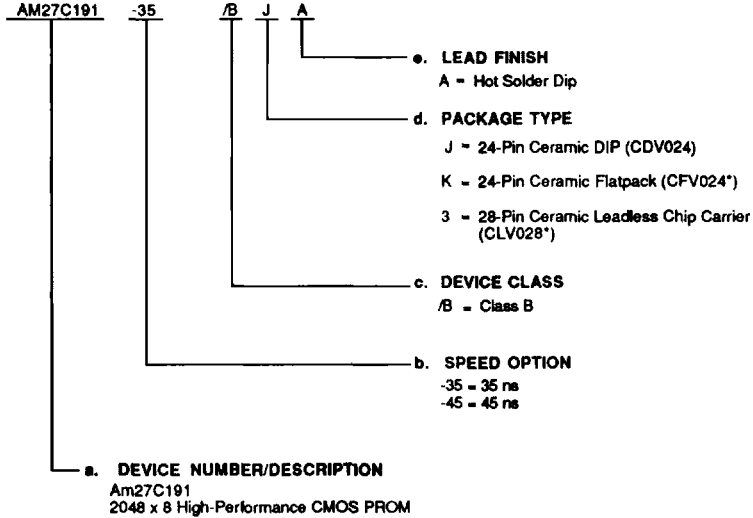 AM27C191 -35 /B J A
e. LEAD FINISH
A = Hot Solder Dip
d. PACKAGE TYPE
J = 24-Pin Ceramic DIP (CDV024)
K = 24-Pin Ceramic Flatpack (CFV024*)
3 = 28-Pin Ceramic Leadless Chip Carrier
(CLV028*)
c. DEVICE CLASS
/B = Class B
b. SPEED OPTION
-35 = 35 ns
-45 = 45 ns
a. DEVICE NUMBER/DESCRIPTION
Am27C191
2048 x 8 High-Performance CMOS PROM